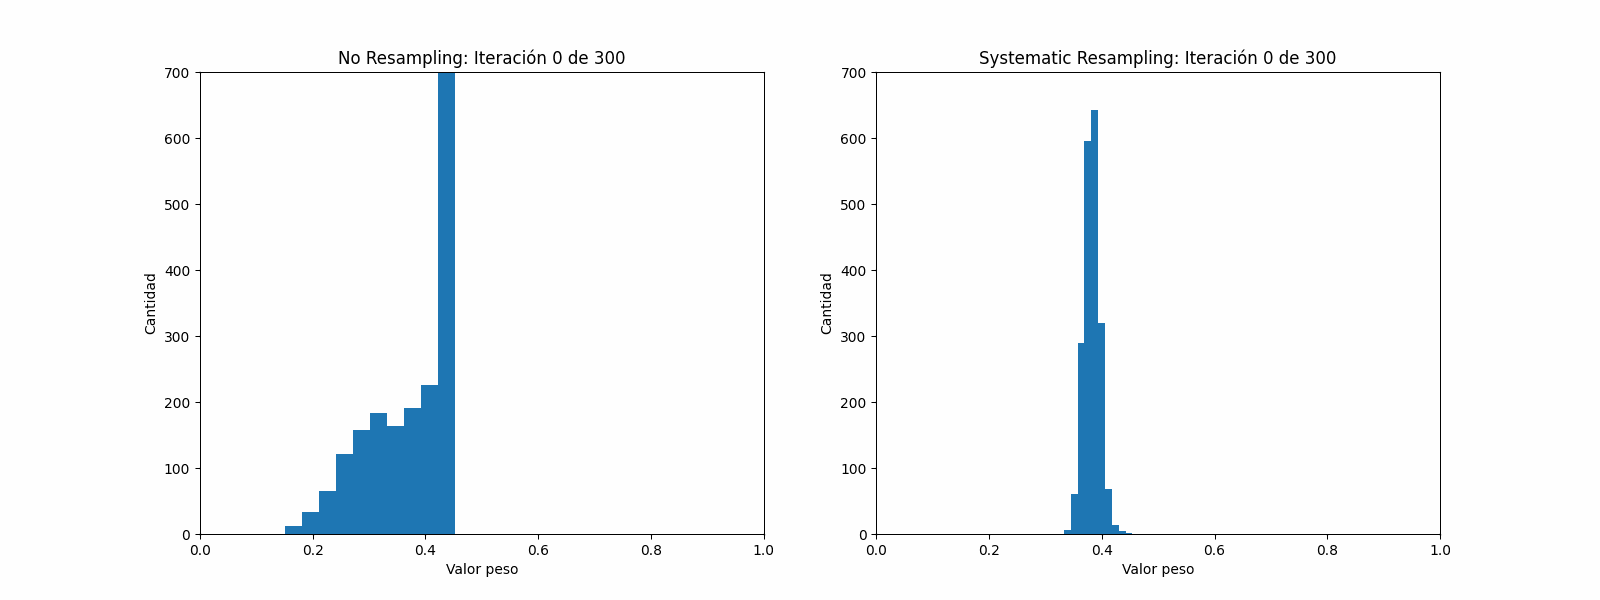 No Resampling: Iteración 0 de 300
700
600
500
400
300
200
100
0
Cantidad
0.0 0.2 0.4 0.6 0.8 1.0
Valor peso
Systematic Resampling: Iteración 0 de 300
700
600
500
400
300
200
100
0
Cantidad
0.0 0.2 0.4 0.6 0.8 1.0
Valor peso